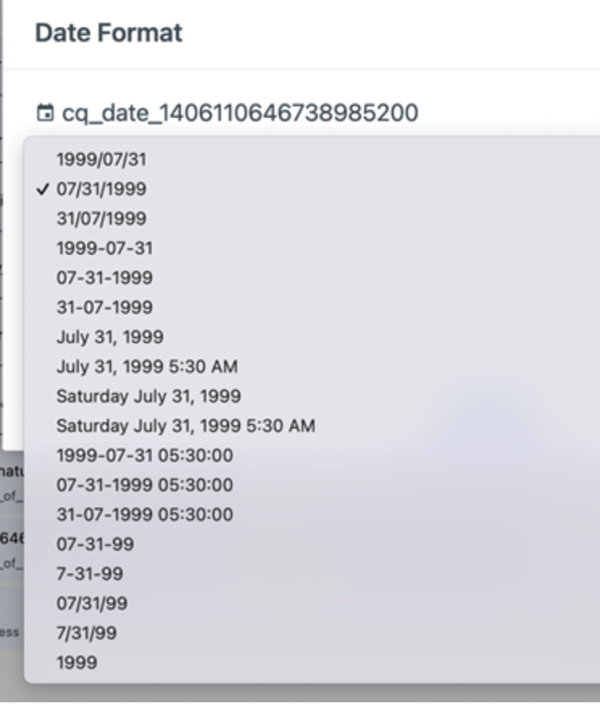 Date Format
cq_date_1406110646738985200
1999/07/31
✓ 07/31/1999
31/07/1999
1999-07-31
07-31-1999
31-07-1999
July 31, 1999
July 31, 1999 5:30 AM
Saturday July 31, 1999
Saturday July 31, 1999 5:30 AM
1999-07-31 05:30:00
07-31-1999 05:30:00
31-07-1999 05:30:00
07-31-99
7-31-99
07/31/99
7/31/99
1999